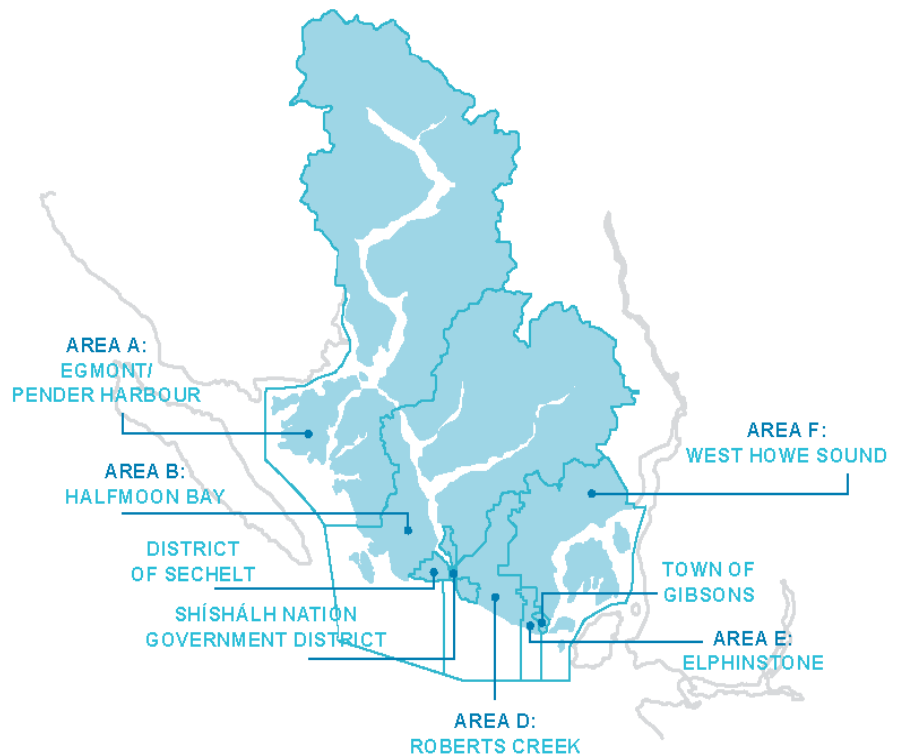 AREA A:
EGMONT/
PENDER HARBOUR
AREA B:
HALFMOON BAY
DISTRICT
OF SECHELT
SHÍSHÁLH NATION
GOVERNMENT DISTRICT
AREA D:
ROBERTS CREEK
AREA F:
WEST HOWE SOUND
TOWN OF
GIBSONS
AREA E:
ELPHINSTONE